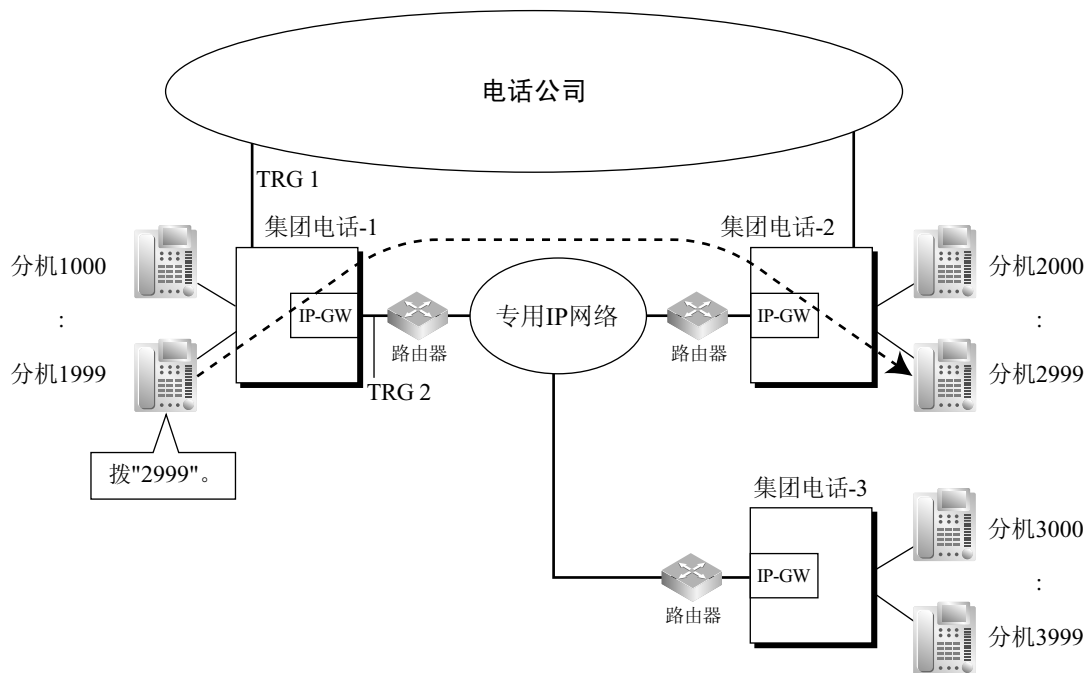 电话公司
TRG 1
集团电话-1
集团电话-2
分机1000
:
分机1999
IP-GW
路由器
TRG 2
专用IP网络
路由器
IP-GW
分机2000
:
分机2999
拨"2999"。
集团电话-3
IP-GW
路由器
分机3000
:
分机3999